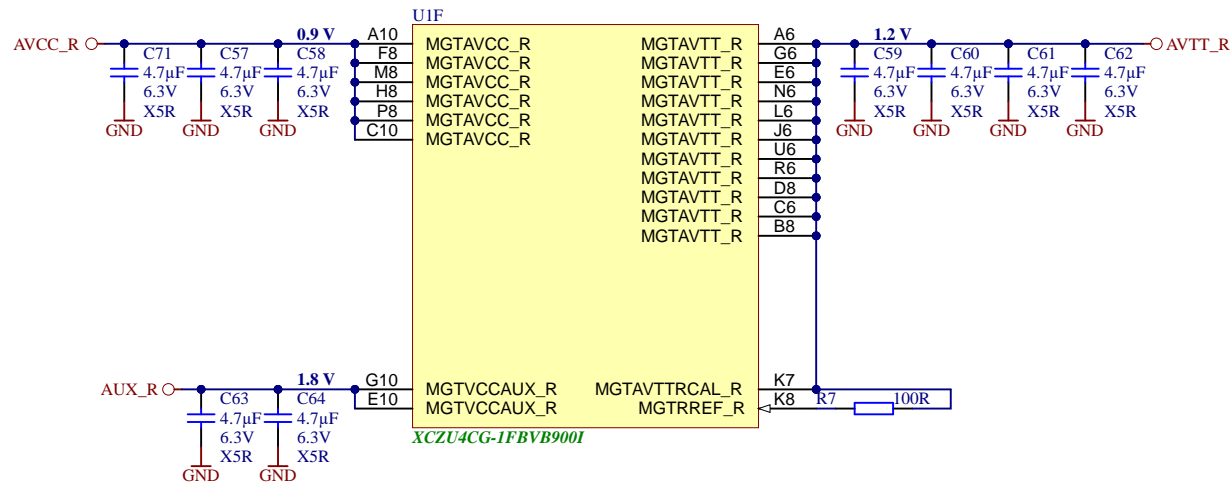 U1F
AVCC_R
0.9 V
A10
MGTAVCC_R
MGTAVTT_R
A6
1.2 V
AVTT_R
F8
MGTAVCC_R
MGTAVTT_R
G6
M8
MGTAVCC_R
MGTAVTT_R
E6
H8
MGTAVCC_R
MGTAVTT_R
N6
P8
MGTAVCC_R
MGTAVTT_R
L6
C10
MGTAVCC_R
MGTAVTT_R
J6
MGTAVTT_R
U6
MGTAVTT_R
R6
MGTAVTT_R
D8
MGTAVTT_R
C6
MGTAVTT_R
B8
C71
4.7µF
6.3V
X5R
GND
C57
4.7µF
6.3V
X5R
GND
C58
4.7µF
6.3V
X5R
GND
C59
4.7µF
6.3V
X5R
GND
C60
4.7µF
6.3V
X5R
GND
C61
4.7µF
6.3V
X5R
GND
C62
4.7µF
6.3V
X5R
GND
AUX_R
1.8 V
G10
MGTVCCAUX_R
MGTAVTTRCAL_R
K7
E10
MGTVCCAUX_R
MGTRREF_R
K8
R7
100R
C63
4.7µF
6.3V
X5R
GND
C64
4.7µF
6.3V
X5R
GND
XCZU4CG-1FBVB900I